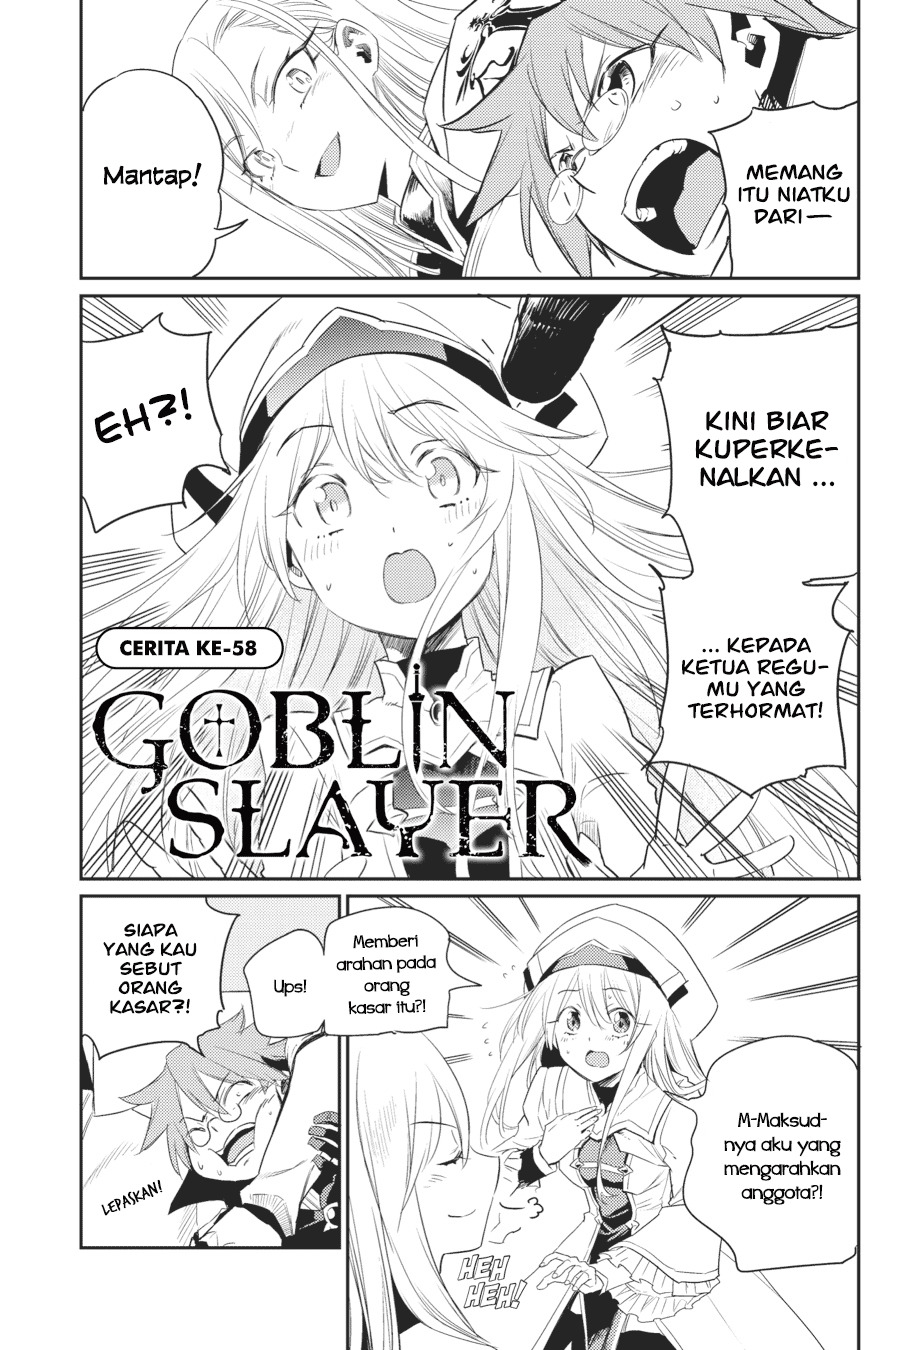 MEMANG
ITU NIATKU
DARI—
Mantap!
KINI BIAR
KUPERKE-
NALKAN ...
EH?!
... KEPADA
KETUA REGU-
MU YANG
TERHORMAT!
CERITA KE-58
GOBLIN
SLAYER
M-Maksud-
nya aku yang
mengarahkan
anggota?!
HEH
HEH!
Memberi
arahan pada
orang
kasar itu?!
Ups!
SIAPA
YANG KAU
SEBUT
ORANG
KASAR?!
LEPASKAN!